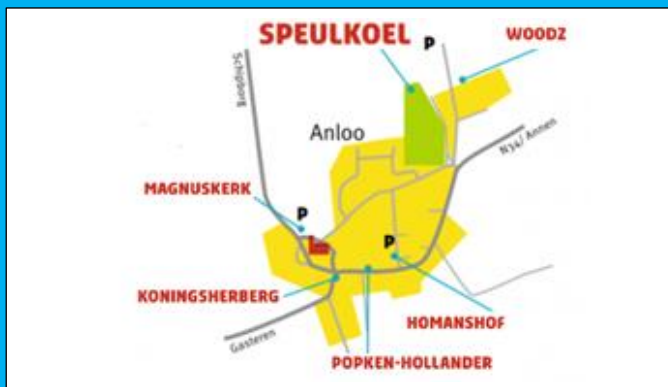 SPEULKOEL
P
WOODZ
Schipborg
Anloo
N34/ Annen
MAGNUSKERK
P
P
KONINGSHERBERG
HOMANSHOF
Gasteren
POPKEN-HOLLANDER